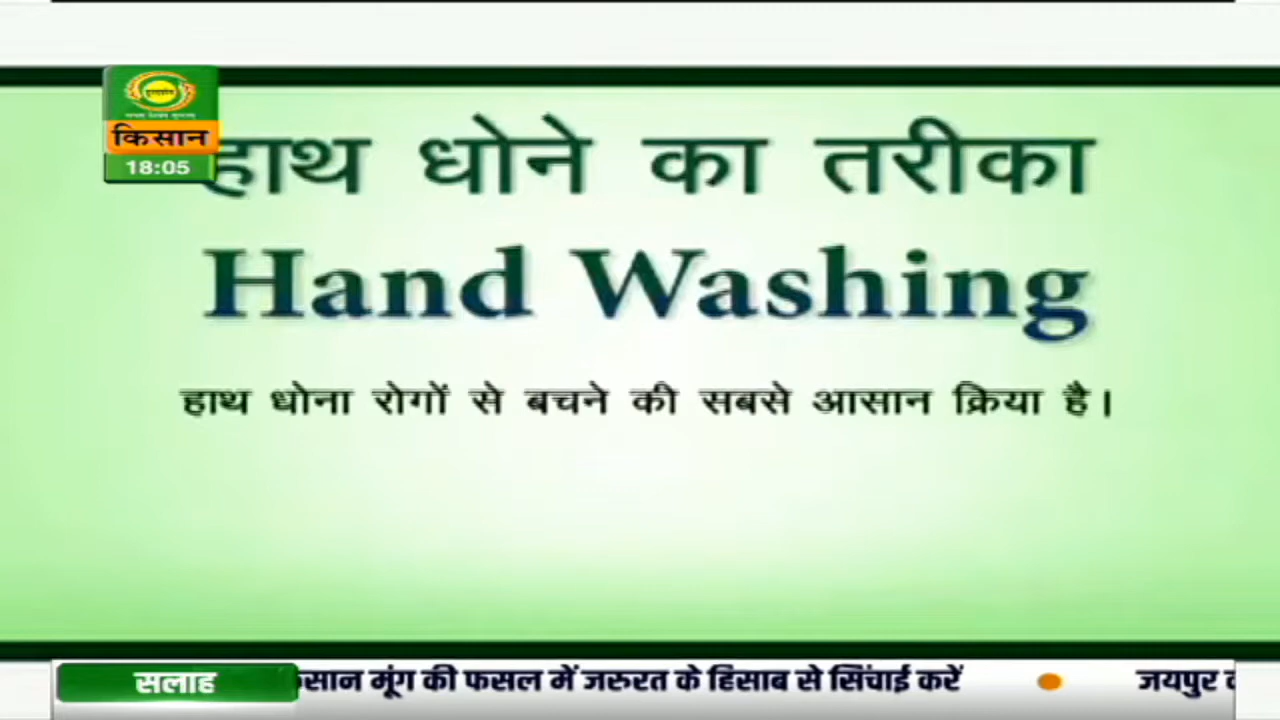 किसान
18:05
हाथ धोने का तरीका
Hand Washing
हाथ धोना रोगों से बचने की सबसे आसान क्रिया है।
सलाह
मूंग की फसल में जरुरत के हिसाब से सिंचाई करें
जयपुर